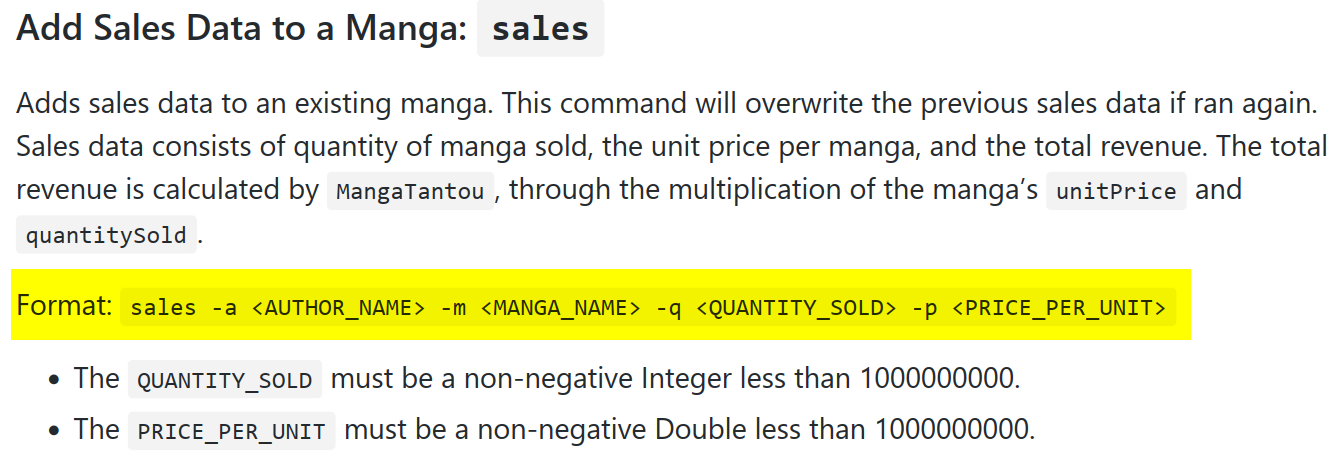 Add Sales Data to a Manga: sales
Adds sales data to an existing manga. This command will overwrite the previous sales data if ran again.
Sales data consists of quantity of manga sold, the unit price per manga, and the total revenue. The total
revenue is calculated by MangaTantou, through the multiplication of the manga’s unitPrice and
quantitySold.
Format: sales -a <AUTHOR_NAME> -m <MANGA_NAME> -q <QUANTITY_SOLD> -p <PRICE_PER_UNIT>
• The QUANTITY_SOLD must be a non-negative Integer less than 1000000000.
• The PRICE_PER_UNIT must be a non-negative Double less than 1000000000.